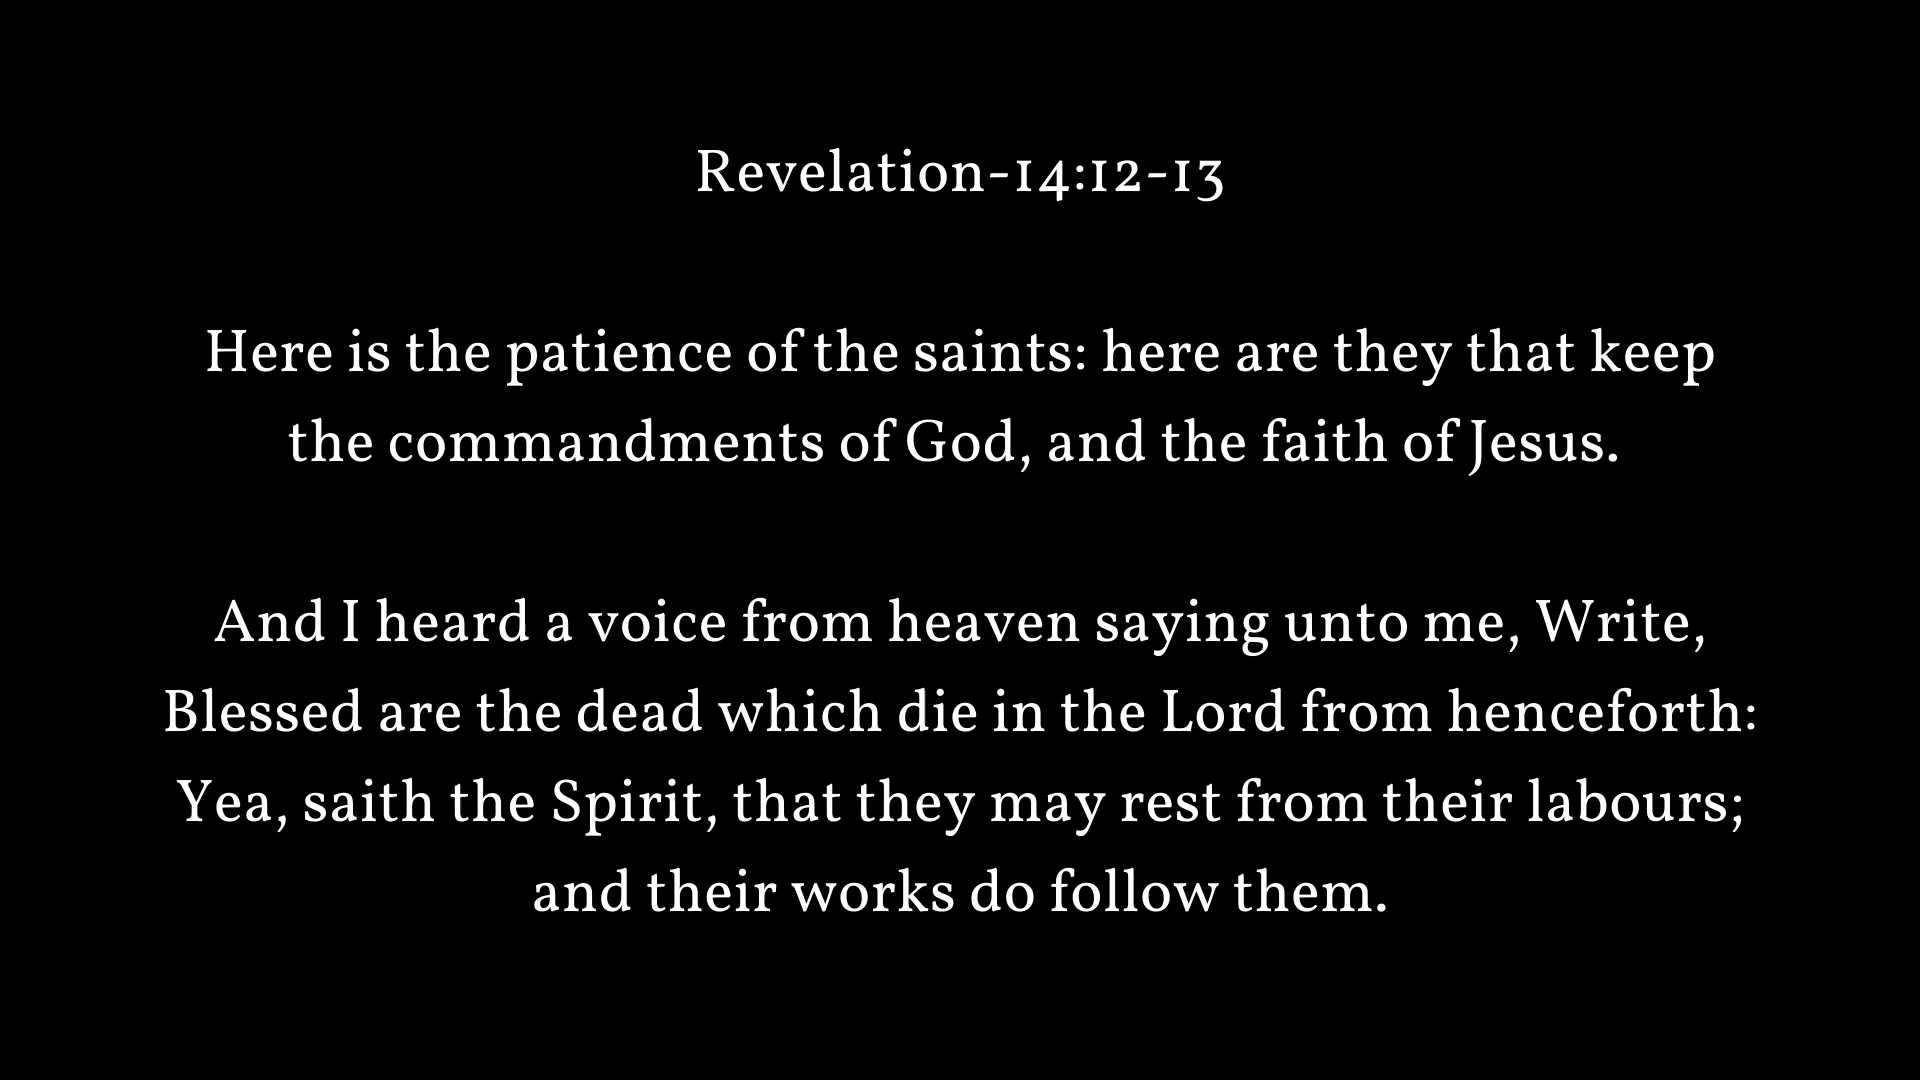 Revelation-14:12-13
Here is the patience of the saints: here are they that keep
the commandments of God, and the faith of Jesus.
And I heard a voice from heaven saying unto me, Write,
Blessed are the dead which die in the Lord from henceforth:
Yea, saith the Spirit, that they may rest from their labours;
and their works do follow them.